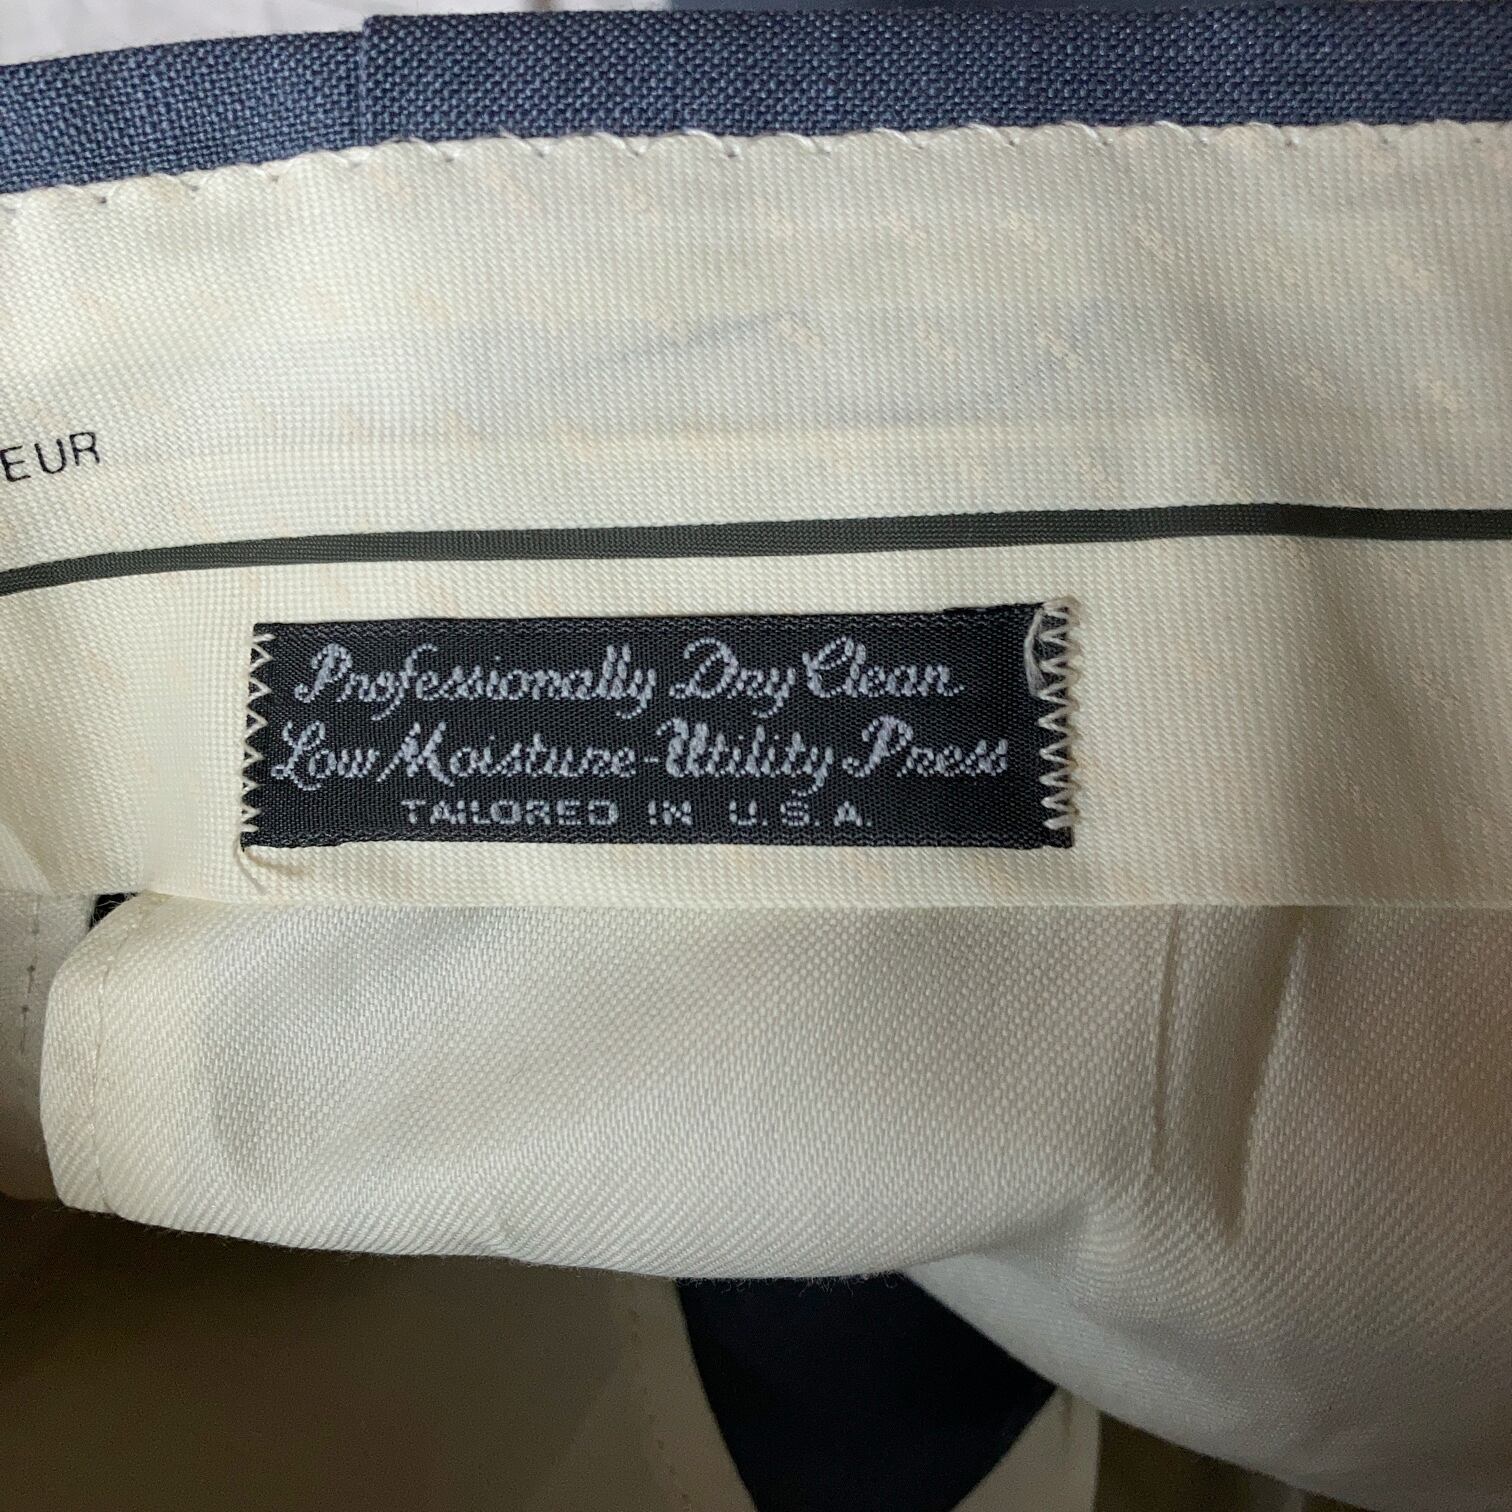 EUR
Professionally Dry Clean
Low Moisture-Utility Press
TAILORED IN U.S.A.